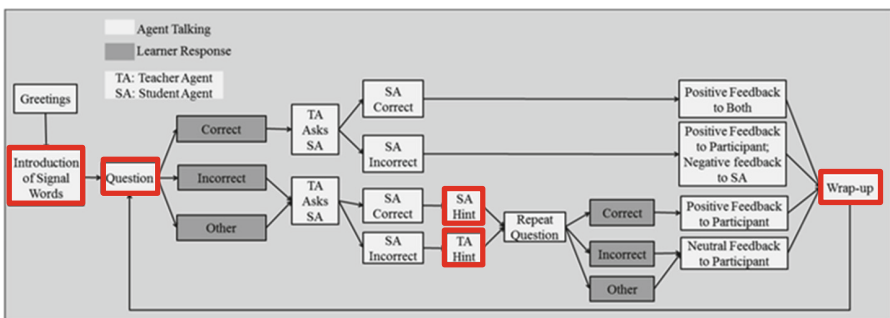 Agent Talking
Learner Response
TA: Teacher Agent
SA: Student Agent
Greetings
Introduction
of Signal
Words
Question
Correct
Incorrect
Other
TA
Asks
SA
TA
Asks
SA
SA
Correct
SA
Incorrect
SA
Correct
SA
Incorrect
SA
Hint
TA
Hint
Repeat
Question
Correct
Incorrect
Other
Positive Feedback
to Both
Positive Feedback
to Participant;
Negative feedback
to SA
Positive Feedback
to Participant
Neutral Feedback
to Participant
Wrap-up